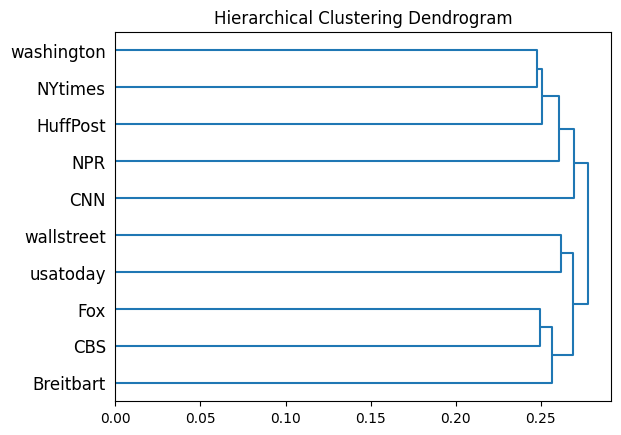 Hierarchical Clustering Dendrogram
washington
NYtimes
HuffPost
NPR
CNN
wallstreet
usatoday
Fox
CBS
Breitbart
0.00 0.05 0.10 0.15 0.20 0.25